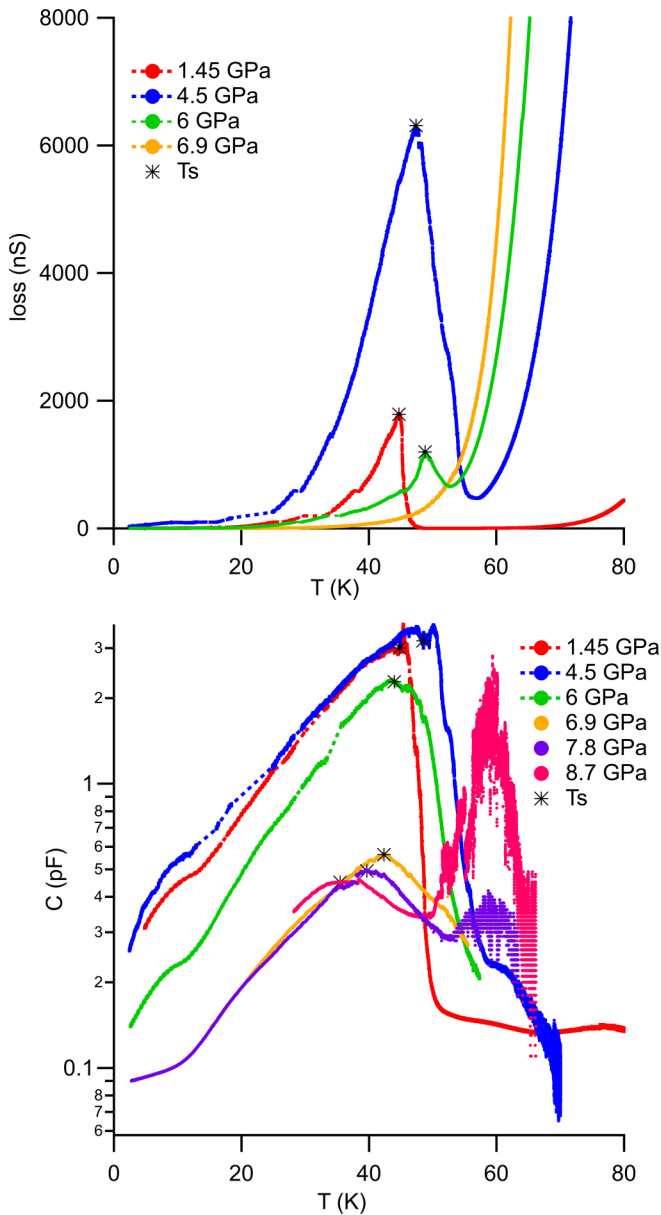 8000
6000
4000
2000
0
loss (nS)
1.45 GPa
4.5 GPa
6 GPa
6.9 GPa
Ts
0 20 40 60 80
T (K)
3
2
1
8
7
6
5
4
3
2
0.1
8
7
6
C (pF)
1.45 GPa
4.5 GPa
6 GPa
6.9 GPa
7.8 GPa
8.7 GPa
Ts
0 20 40 60 80
T (K)